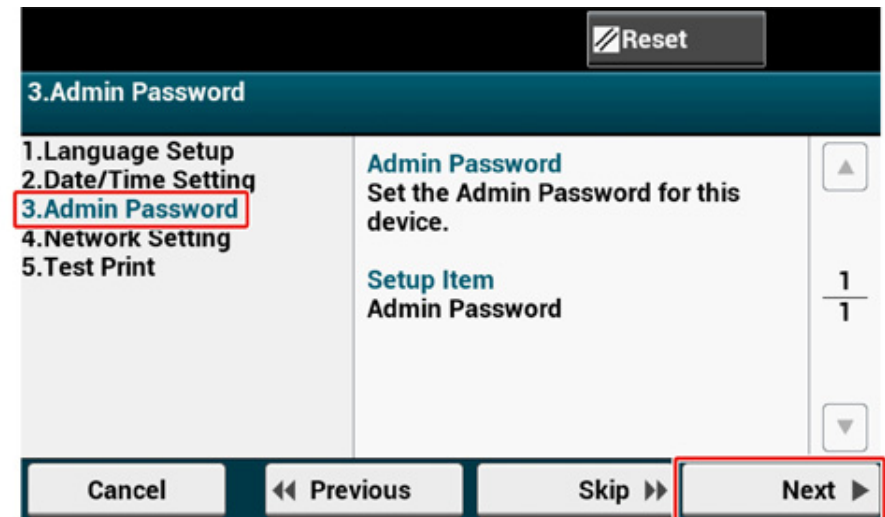 Reset
3.Admin Password
1.Language Setup
2.Date/Time Setting
3.Admin Password
4.Network Setting
5.Test Print
Admin Password
Set the Admin Password for this
device.
Setup Item
Admin Password
1
1
Cancel
Previous
Skip
Next